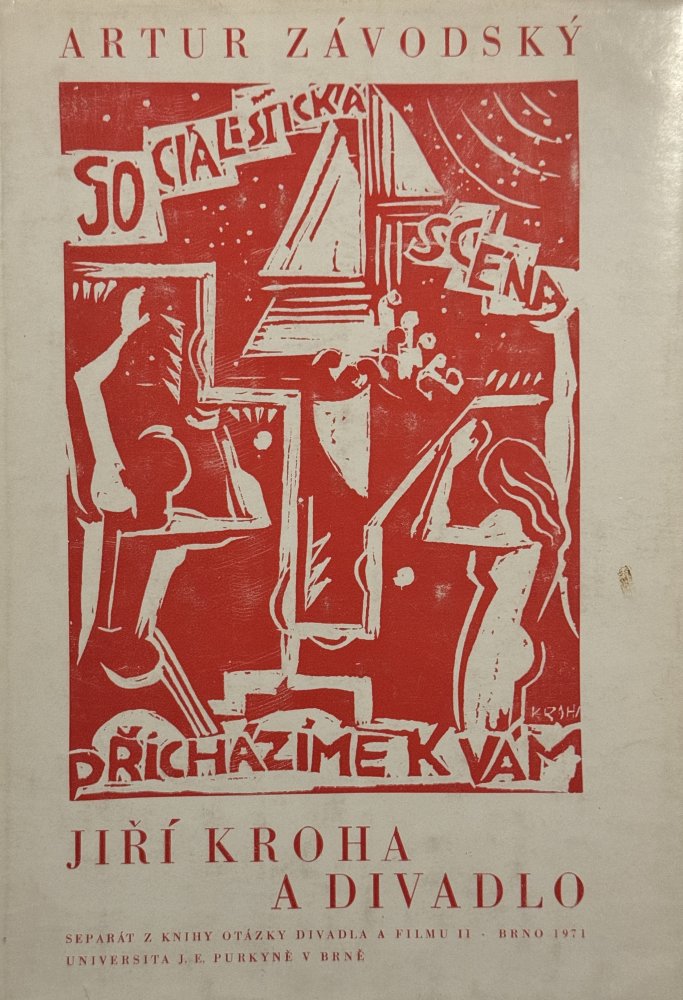 ARTUR ZÁVODSKÝ
SOCIALISTICKÁ
SCÉNA
KROHA
PŘICHÁZÍME K VÁM
JIŘÍ KROHA
A DIVADLO
SEPARÁT Z KNIHY OTÁZKY DIVADLA A FILMU II · BRNO 1971
UNIVERSITA J. E. PURKYNĚ V BRNĚ